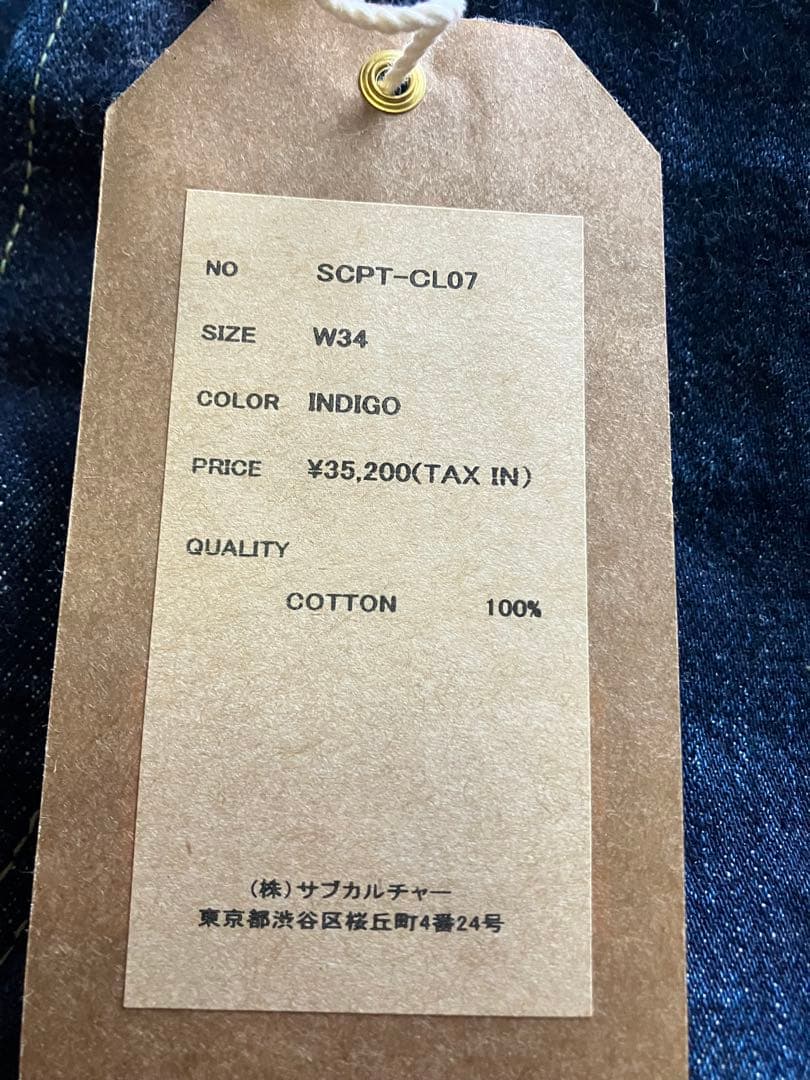 NO SCPT-CL07
SIZE W34
COLOR INDIGO
PRICE ¥35,200(TAX IN)
QUALITY
COTTON 100%
(株)サブカルチャー
東京都渋谷区桜丘町4番24号